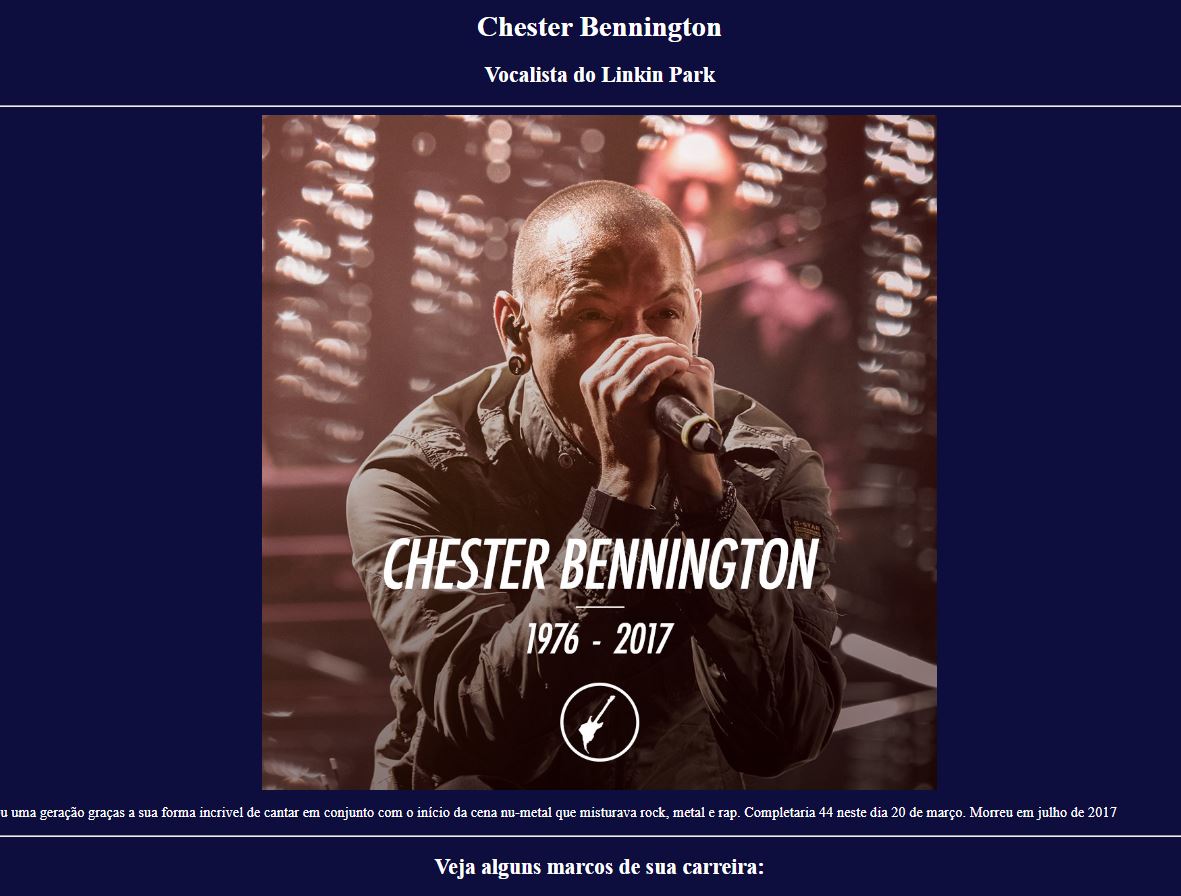 Chester Bennington
Vocalista do Linkin Park
G-STAR
CHESTER BENNINGTON
1976 - 2017
u uma geração graças a sua forma incrivel de cantar em conjunto com o início da cena nu-metal que misturava rock, metal e rap. Completaria 44 neste dia 20 de março. Morreu em julho de 2017
Veja alguns marcos de sua carreira: